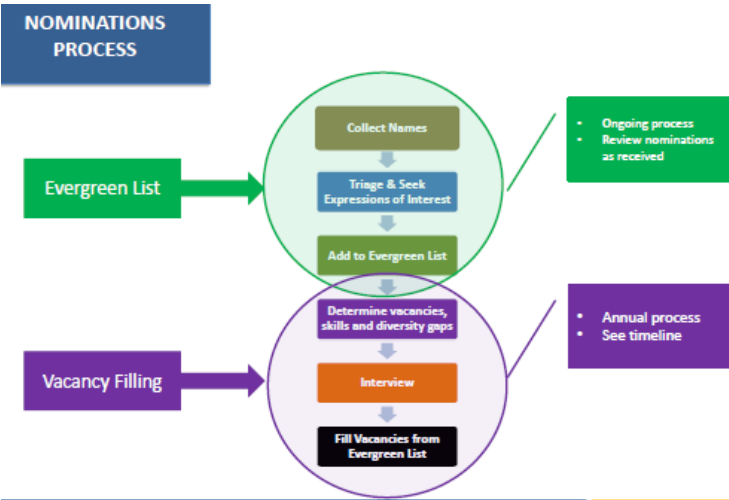 NOMINATIONS
PROCESS
Collect Names
• Ongoing process
• Review nominations
as received
Evergreen List
Triage & Seek
Expressions of Interest
Add to Evergreen List
Determine vacancies,
skills and diversity gaps
• Annual process
• See timeline
Vacancy Filling
Interview
Fill Vacancies from
Evergreen List